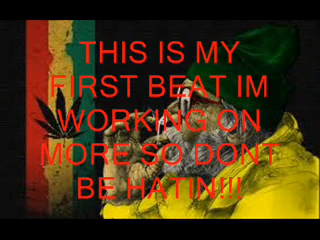 THIS IS MY
FIRST BEAT IM
WORKING ON
MORE SO DONT
BE HATIN!!!